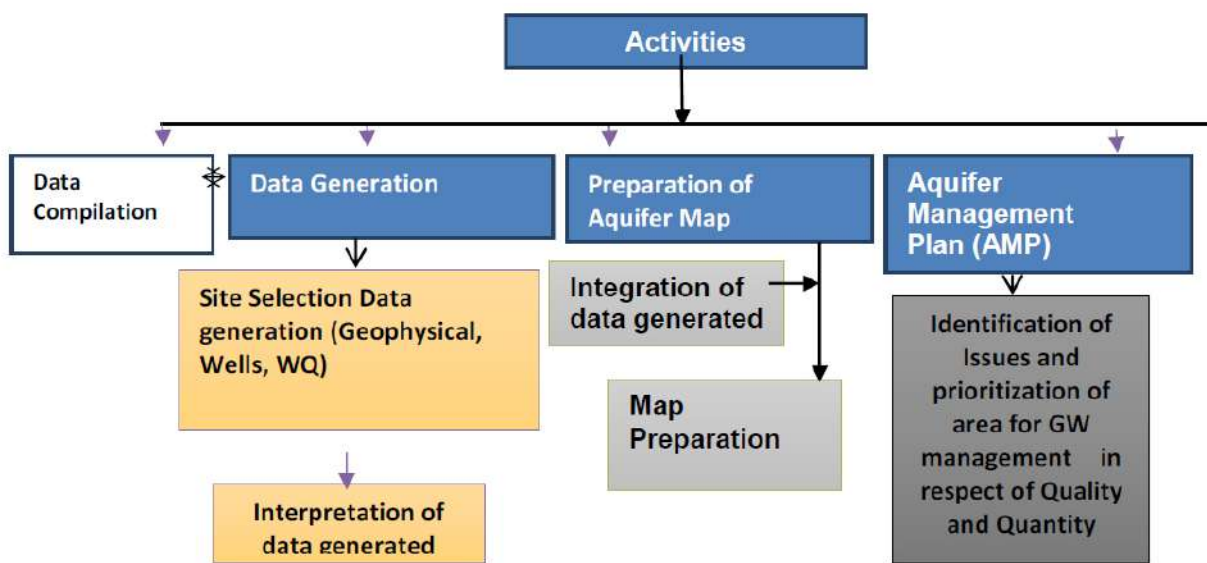 Activities
Data
Compilation
Data Generation
Preparation of
Aquifer Map
Aquifer
Management
Plan (AMP)
Site Selection Data
generation (Geophysical,
Wells, WQ)
Interpretation of
data generated
Integration of
data generated
Map
Preparation
Identification of
Issues and
prioritization of
area for GW
management in
respect of Quality
and Quantity